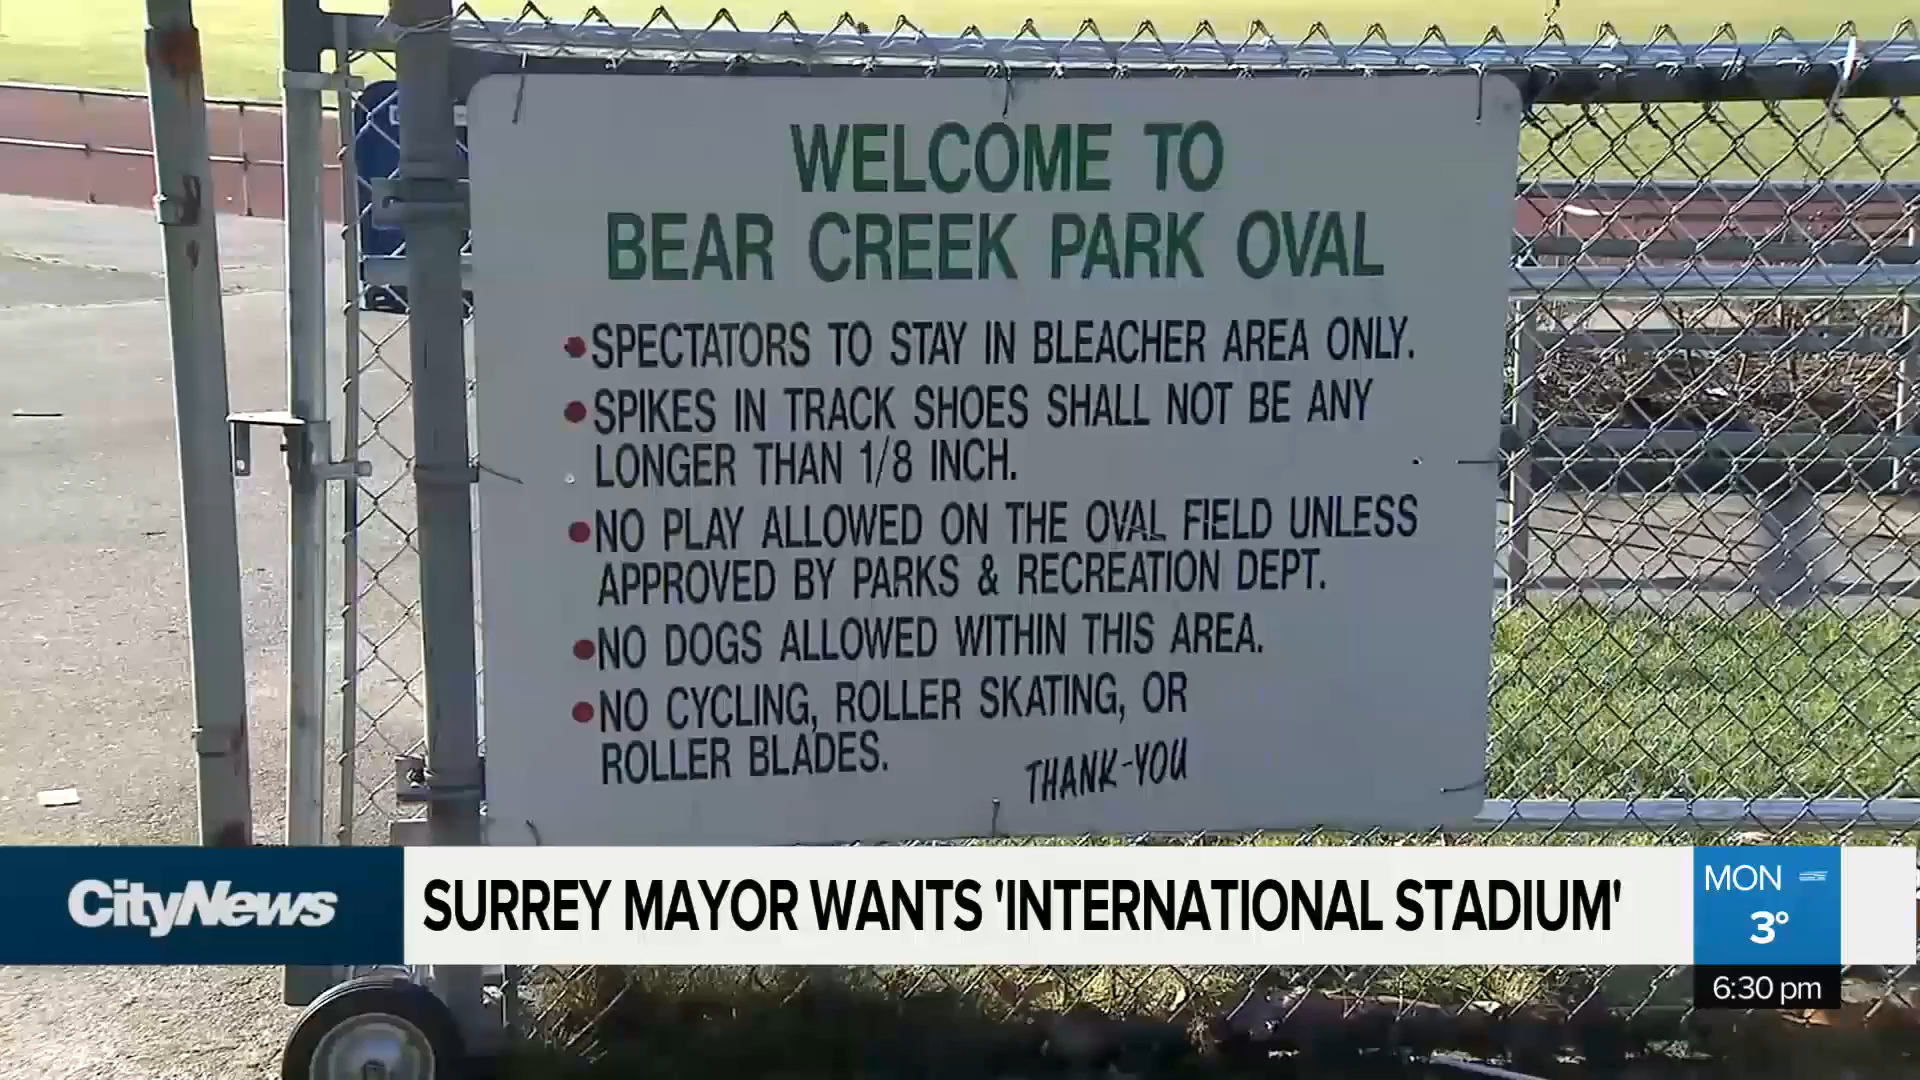 WELCOME TO
BEAR CREEK PARK OVAL
•SPECTATORS TO STAY IN BLEACHER AREA ONLY.
•SPIKES IN TRACK SHOES SHALL NOT BE ANY
LONGER THAN 1/8 INCH.
•NO PLAY ALLOWED ON THE OVAL FIELD UNLESS
APPROVED BY PARKS & RECREATION DEPT.
•NO DOGS ALLOWED WITHIN THIS AREA.
•NO CYCLING, ROLLER SKATING, OR
ROLLER BLADES.
THANK-YOU
CityNews
SURREY MAYOR WANTS 'INTERNATIONAL STADIUM'
MON
3°
6:30 pm